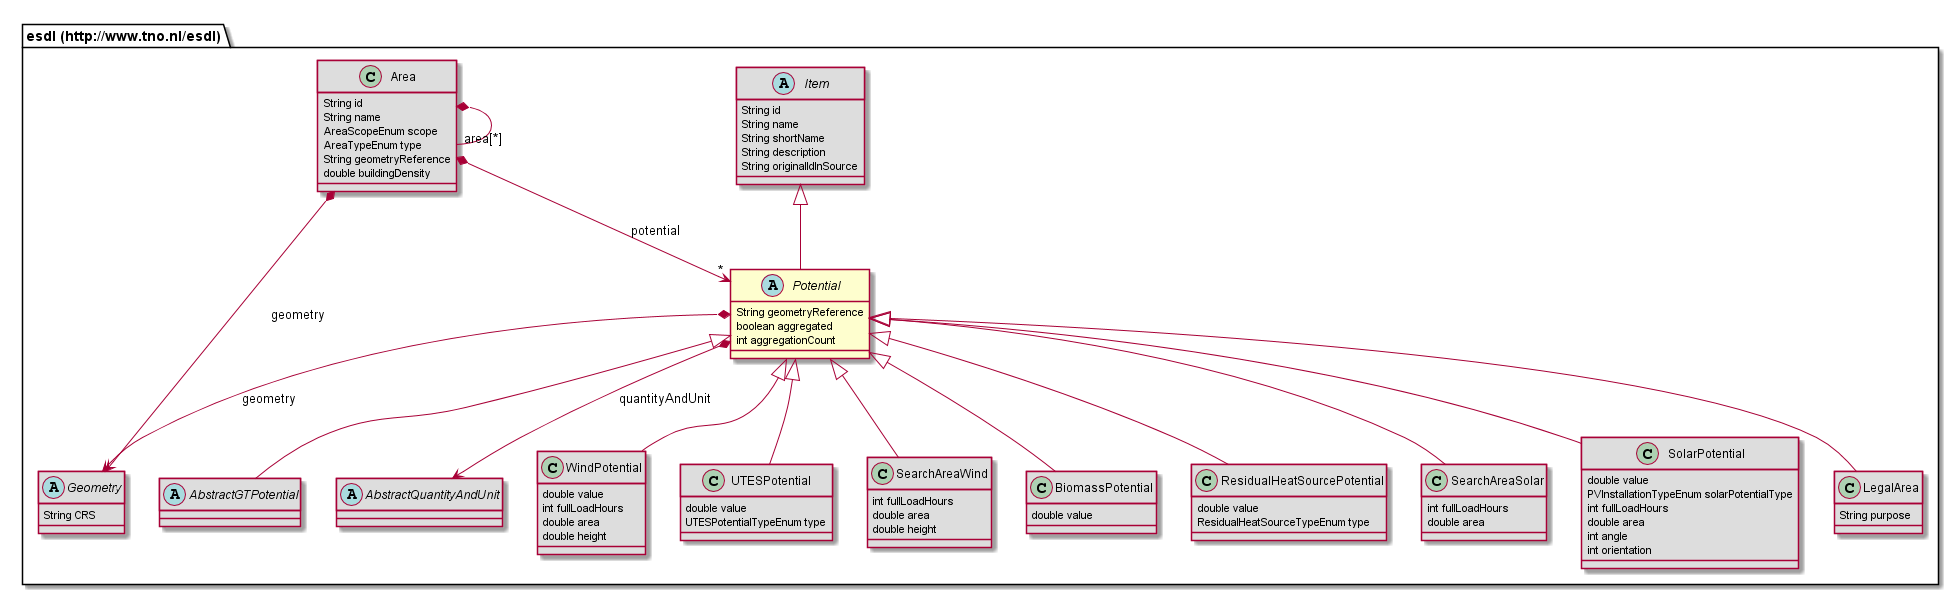 esdl (http://www.tno.nl/esdl)
C Area
String id
String name
AreaScopeEnum scope
AreaTypeEnum type
String geometryReference
double buildingDensity
area[*]
A Item
String id
String name
String shortName
String description
String originalIdInSource
potential
*
A Potential
String geometryReference
boolean aggregated
int aggregationCount
geometry
geometry
quantityAndUnit
A Geometry
String CRS
A AbstractGTPotential
A AbstractQuantityAndUnit
C WindPotential
double value
int fullLoadHours
double area
double height
C UTESPotential
double value
UTESPotentialTypeEnum type
C SearchAreaWind
int fullLoadHours
double area
double height
C BiomassPotential
double value
C ResidualHeatSourcePotential
double value
ResidualHeatSourceTypeEnum type
C SearchAreaSolar
int fullLoadHours
double area
C SolarPotential
double value
PVInstallationTypeEnum solarPotentialType
int fullLoadHours
double area
int angle
int orientation
C LegalArea
String purpose